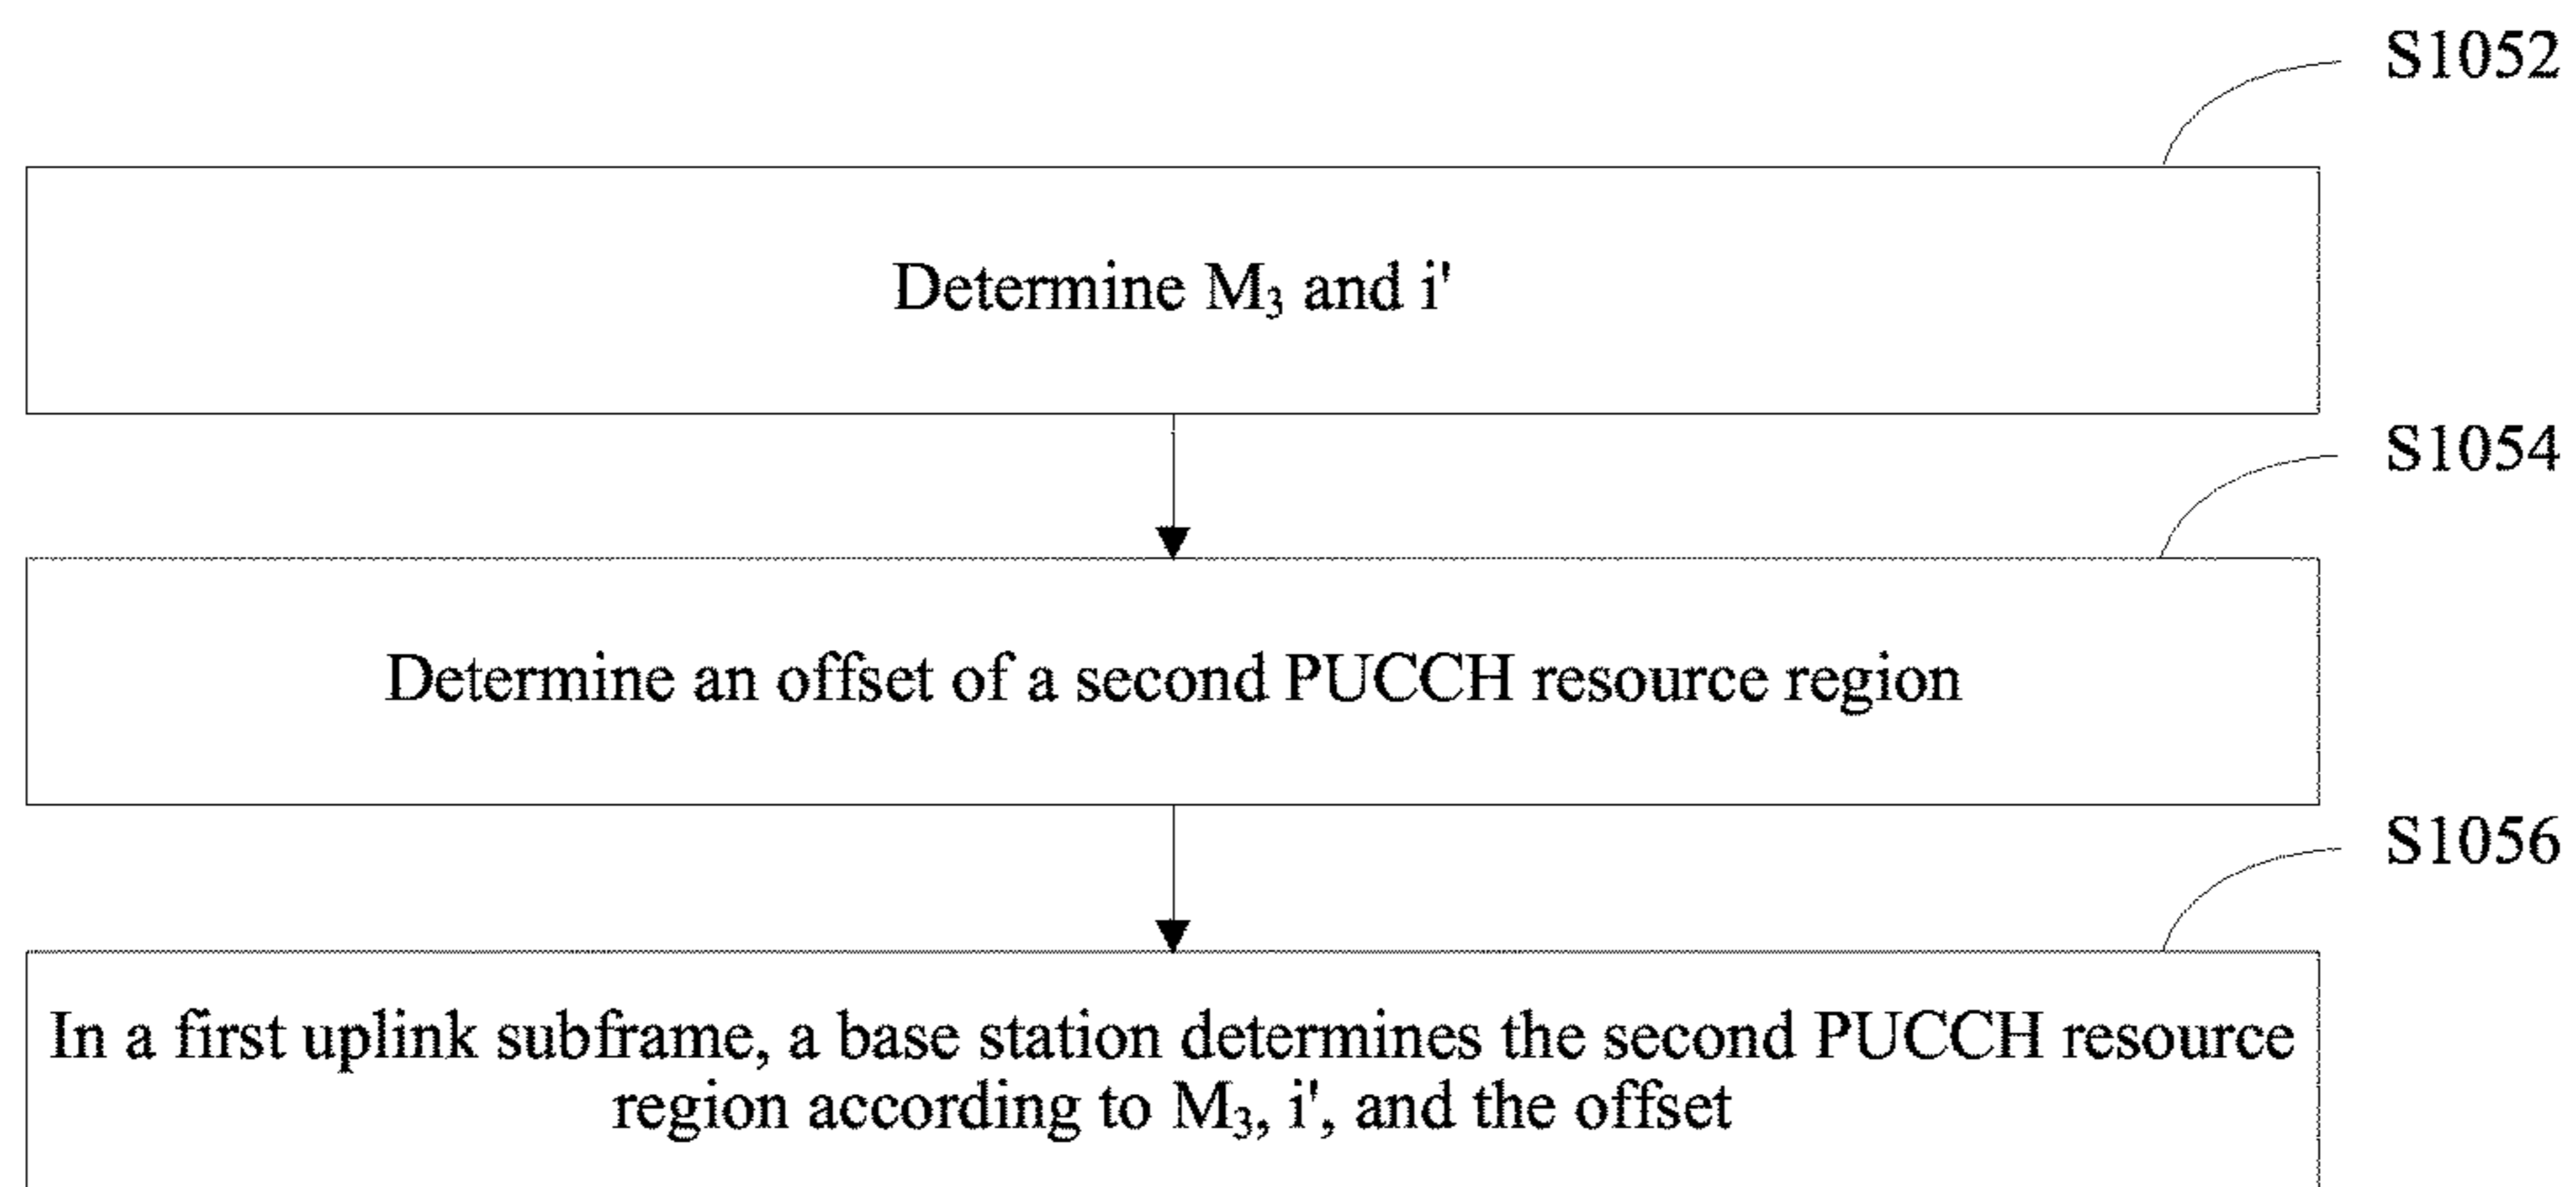 S1052
Determine M₃ and i'
S1054
Determine an offset of a second PUCCH resource region
S1056
In a first uplink subframe, a base station determines the second PUCCH resource
region according to M₃, i', and the offset